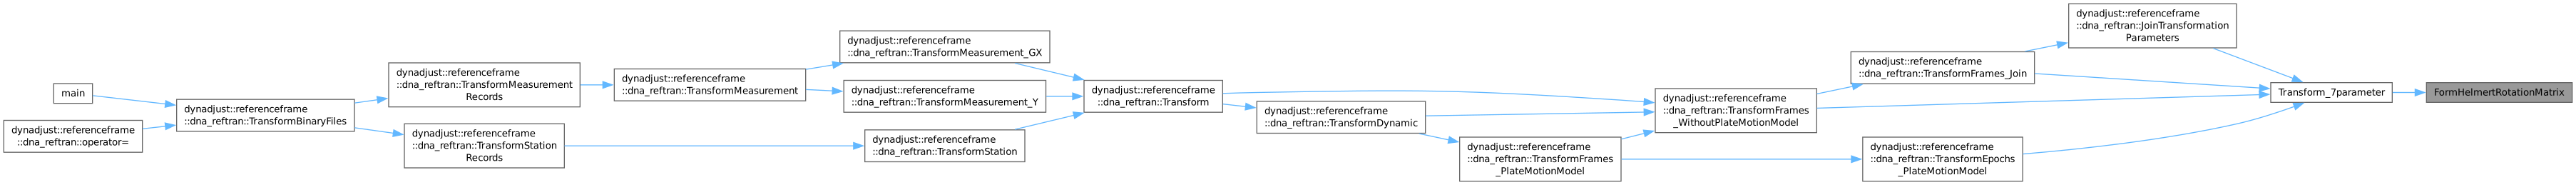 main
dynadjust::referenceframe
::dna_reftran::operator=
dynadjust::referenceframe
::dna_reftran::TransformBinaryFiles
dynadjust::referenceframe
::dna_reftran::TransformMeasurement
Records
dynadjust::referenceframe
::dna_reftran::TransformStation
Records
dynadjust::referenceframe
::dna_reftran::TransformMeasurement
dynadjust::referenceframe
::dna_reftran::TransformMeasurement_GX
dynadjust::referenceframe
::dna_reftran::TransformMeasurement_Y
dynadjust::referenceframe
::dna_reftran::TransformStation
dynadjust::referenceframe
::dna_reftran::Transform
dynadjust::referenceframe
::dna_reftran::TransformDynamic
dynadjust::referenceframe
::dna_reftran::TransformFrames
_PlateMotionModel
dynadjust::referenceframe
::dna_reftran::TransformFrames
_WithoutPlateMotionModel
dynadjust::referenceframe
::dna_reftran::TransformFrames_Join
dynadjust::referenceframe
::dna_reftran::TransformEpochs
_PlateMotionModel
dynadjust::referenceframe
::dna_reftran::JoinTransformation
Parameters
Transform_7parameter
FormHelmertRotationMatrix